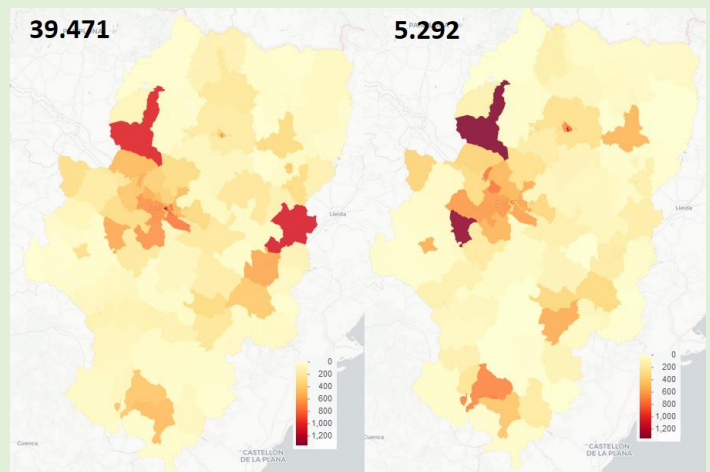 39.471
5.292
Lleida
Lleida
0
200
400
600
800
1,000
1,200
0
200
400
600
800
1,000
1,200
Cuenca
CASTELLÓN
DE LA PLANA
Cuenca
CASTELLÓN
DE LA PLANA